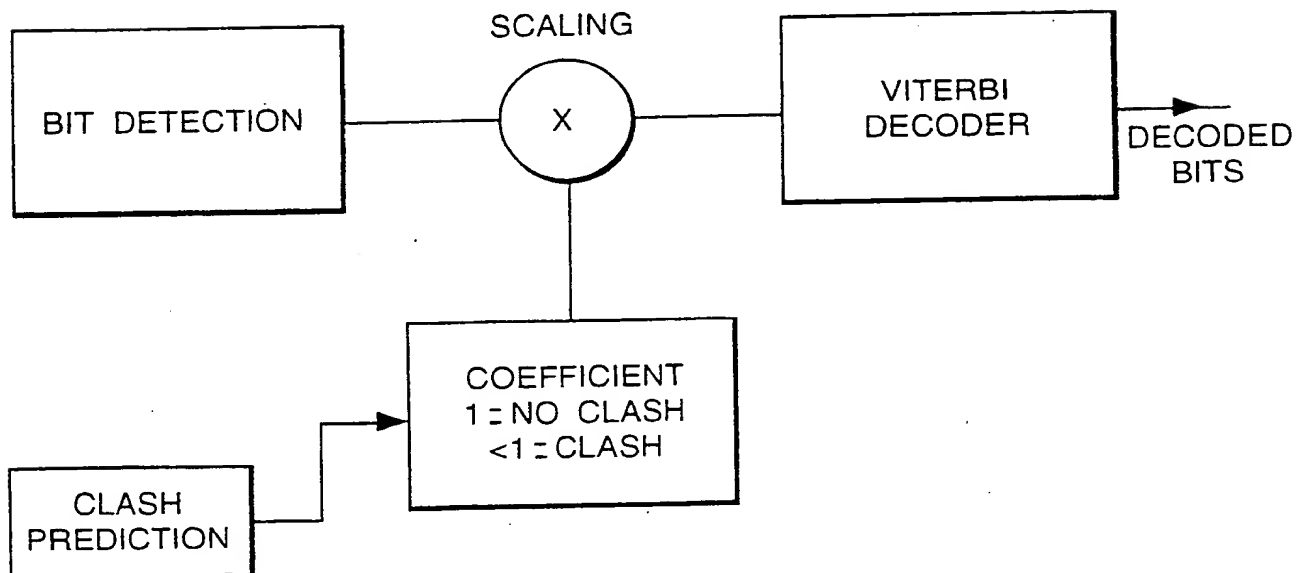 SCALING
BIT DETECTION
X
VITERBI
DECODER
DECODED
BITS
COEFFICIENT
1 = NO CLASH
<1 = CLASH
CLASH
PREDICTION